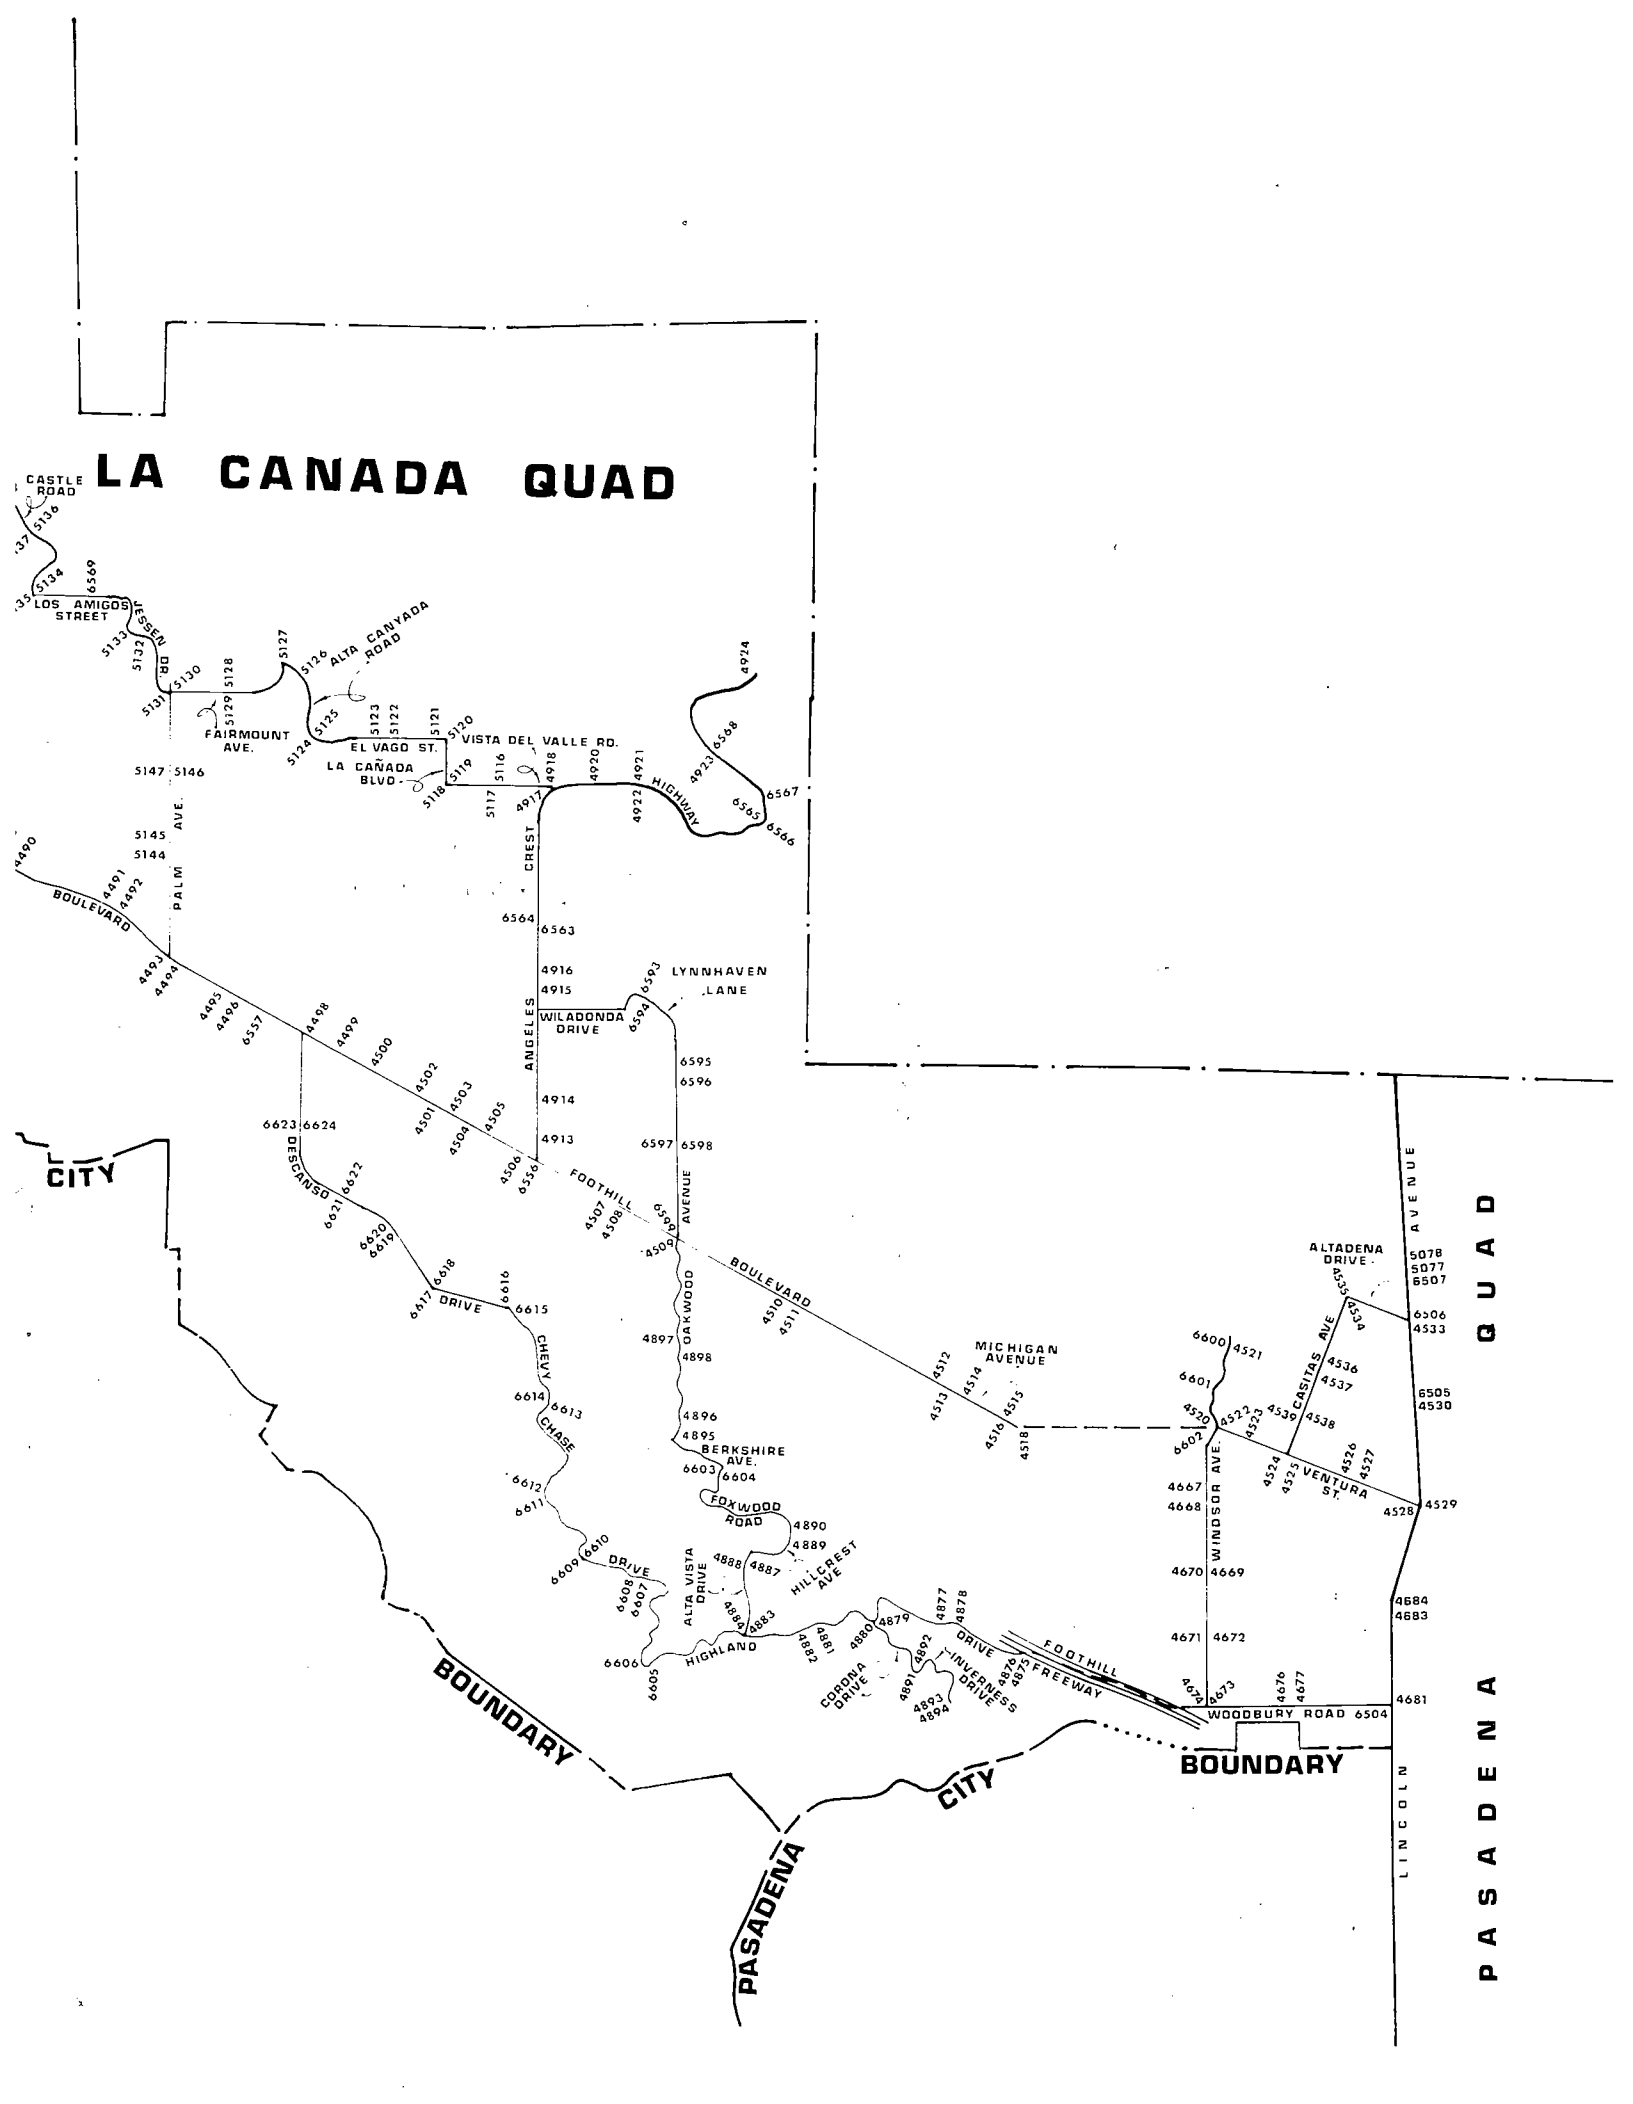 LA CANADA QUAD
CASTLE
ROAD
5136
5134
6569
LOS AMIGOS
STREET
JESSEN DR.
5133
5132
5131
5130
5128
5129
FAIRMOUNT
AVE.
5127
5126
ALTA CANYADA
ROAD
5125
5124
5123
5122
5121
5120
EL VAGO ST.
VISTA DEL VALLE RD.
LA CAÑADA
BLVD
5119
5118
5116
5117
4917
4918
4920
4921
4922
HIGHWAY
4924
6568
4923
6567
6565
6566
5147 5146
5145
5144
PALM AVE.
4490
4491
4492
BOULEVARD
4493
4494
4495
4496
6557
4498
4499
4500
4502
4501
4503
4504
4505
4506
6556
CREST
6564
6563
4916
4915
ANGELES
WILADONDA
DRIVE
6593
6594
LYNNHAVEN
LANE
6595
6596
4914
4913
6597 6598
AVENUE
FOOTHILL
4507
4508
6599
4509
BOULEVARD
4510
4511
4512
4513
4514
MICHIGAN
AVENUE
4515
4516
4518
6623 6624
DESCANSO
6622
6621
6620
6619
6618
6617
DRIVE
6616
6615
CHEVY
6614
6613
CHASE
6612
6611
6610
6609
DRIVE
6608
6607
6606
6605
OAKWOOD
4897
4898
4896
4895
BERKSHIRE
AVE.
6603
6604
FOXWOOD
ROAD
4890
4889
HILLCREST
AVE
4888
4887
ALTA VISTA
DRIVE
4884
4883
HIGHLAND
4882
4881
4880
4879
4877
4878
DRIVE
4892
4891
CORONA
DRIVE
INVERNESS
DRIVE
4893
4894
4876
4875
FOOTHILL
FREEWAY
6600
4521
6601
4520
4522
4523
6602
WINDSOR AVE.
4667
4668
4670 4669
4671 4672
4674
4673
4676
4677
WOODBURY ROAD 6504
4681
4524
4525
VENTURA
ST.
4526
4527
4528
4529
4539
4538
4537
4536
CASITAS AVE
4535
4534
ALTADENA
DRIVE
AVENUE
5078
5077
6507
6506
4533
6505
4530
4684
4683
LINCOLN
PASADENA QUAD
CITY
BOUNDARY
PASADENA
CITY
BOUNDARY